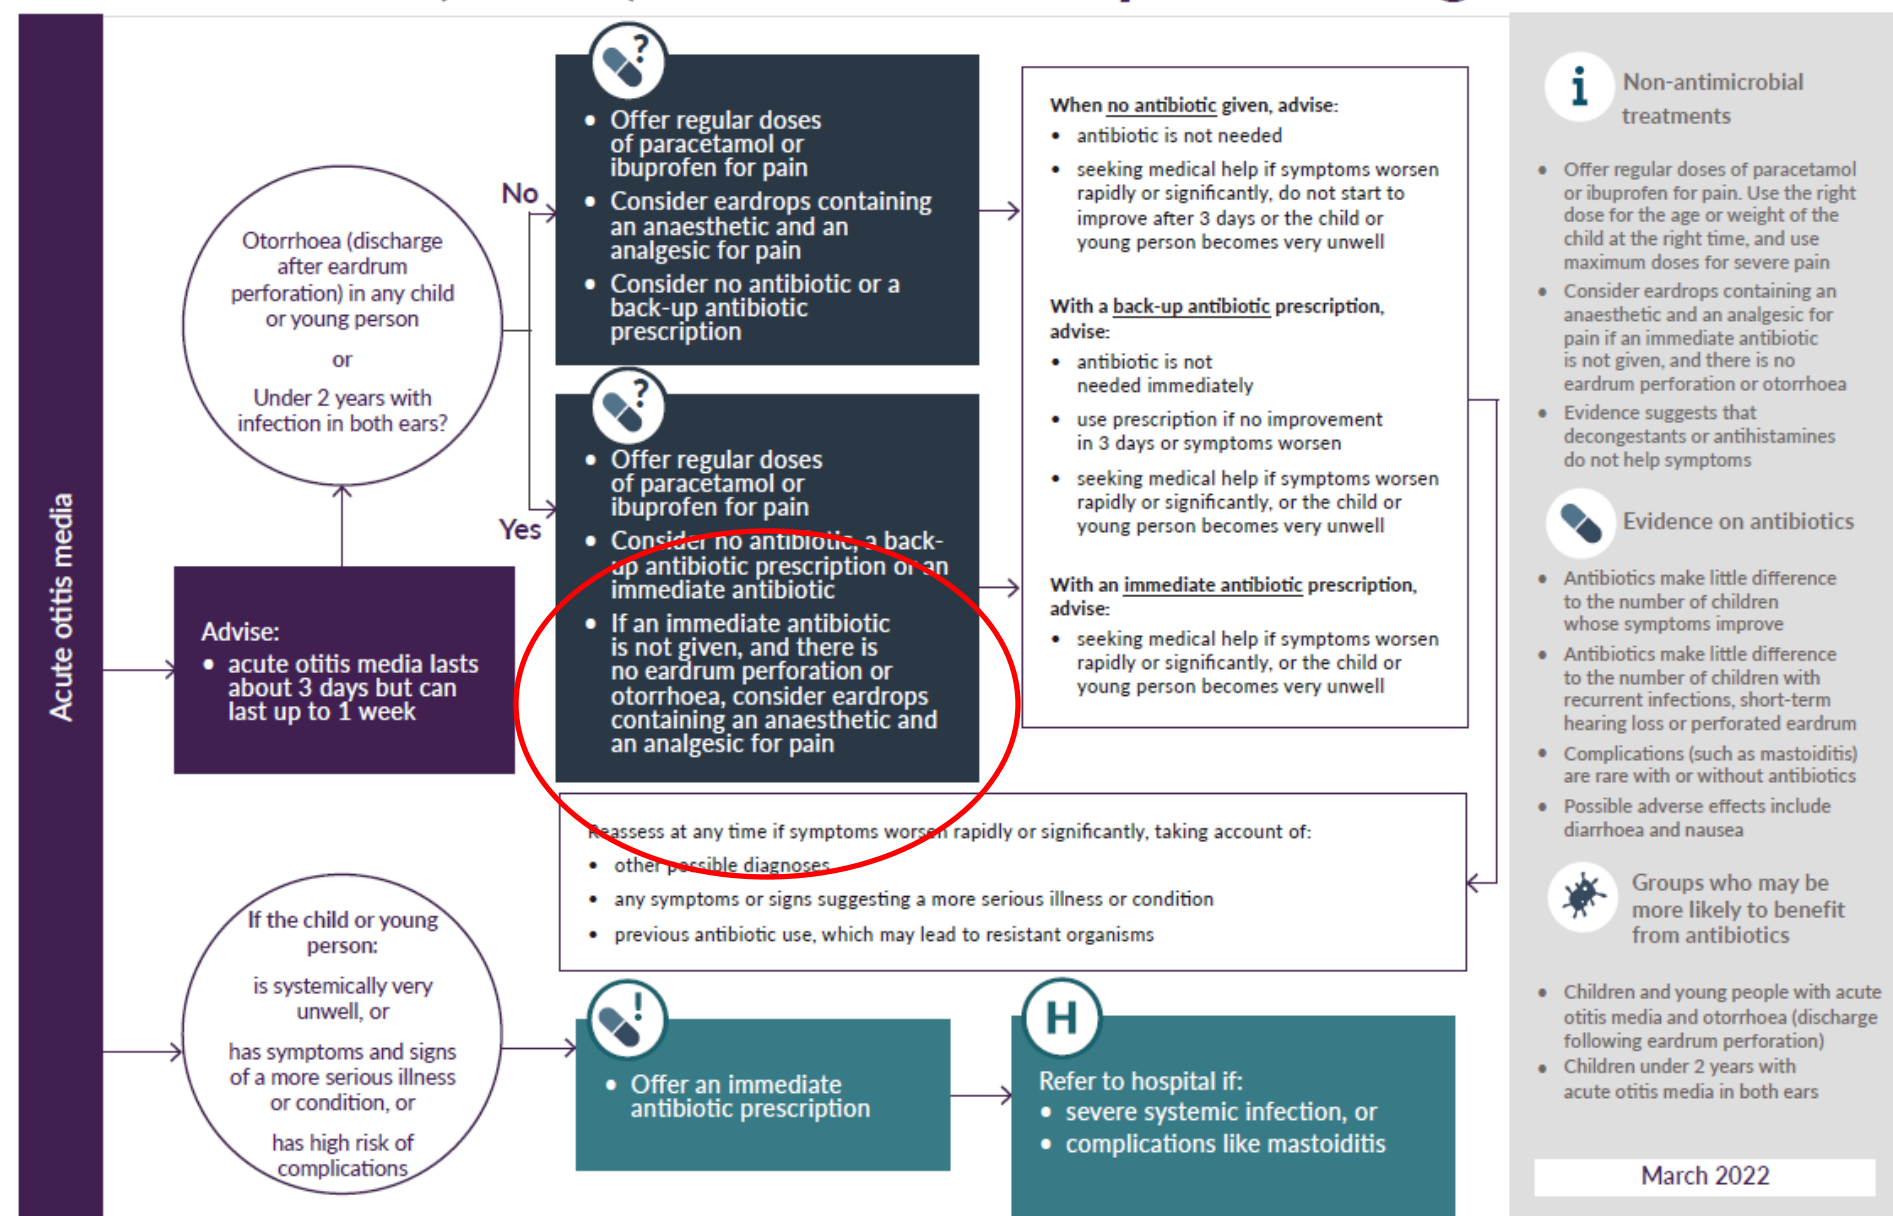 Acute otitis media
Advise:
• acute otitis media lasts
about 3 days but can
last up to 1 week
Otorrhoea (discharge
after eardrum
perforation) in any child
or young person
or
Under 2 years with
infection in both ears?
No
?
• Offer regular doses
of paracetamol or
ibuprofen for pain
• Consider eardrops containing
an anaesthetic and an
analgesic for pain
• Consider no antibiotic or a
back-up antibiotic
prescription
Yes
?
• Offer regular doses
of paracetamol or
ibuprofen for pain
• Consider no antibiotic, a back-
up antibiotic prescription or an
immediate antibiotic
• If an immediate antibiotic
is not given, and there is
no eardrum perforation or
otorrhoea, consider eardrops
containing an anaesthetic and
an analgesic for pain
When no antibiotic given, advise:
• antibiotic is not needed
• seeking medical help if symptoms worsen
rapidly or significantly, do not start to
improve after 3 days or the child or
young person becomes very unwell
With a back-up antibiotic prescription,
advise:
• antibiotic is not
needed immediately
• use prescription if no improvement
in 3 days or symptoms worsen
• seeking medical help if symptoms worsen
rapidly or significantly, or the child or
young person becomes very unwell
With an immediate antibiotic prescription,
advise:
• seeking medical help if symptoms worsen
rapidly or significantly, or the child or
young person becomes very unwell
Reassess at any time if symptoms worsen rapidly or significantly, taking account of:
• other possible diagnoses
• any symptoms or signs suggesting a more serious illness or condition
• previous antibiotic use, which may lead to resistant organisms
If the child or young
person:
is systemically very
unwell, or
has symptoms and signs
of a more serious illness
or condition, or
has high risk of
complications
!
• Offer an immediate
antibiotic prescription
H
Refer to hospital if:
• severe systemic infection, or
• complications like mastoiditis
i
Non-antimicrobial
treatments
• Offer regular doses of paracetamol
or ibuprofen for pain. Use the right
dose for the age or weight of the
child at the right time, and use
maximum doses for severe pain
• Consider eardrops containing an
anaesthetic and an analgesic for
pain if an immediate antibiotic
is not given, and there is no
eardrum perforation or otorrhoea
• Evidence suggests that
decongestants or antihistamines
do not help symptoms
Evidence on antibiotics
• Antibiotics make little difference
to the number of children
whose symptoms improve
• Antibiotics make little difference
to the number of children with
recurrent infections, short-term
hearing loss or perforated eardrum
• Complications (such as mastoiditis)
are rare with or without antibiotics
• Possible adverse effects include
diarrhoea and nausea
Groups who may be
more likely to benefit
from antibiotics
• Children and young people with acute
otitis media and otorrhoea (discharge
following eardrum perforation)
• Children under 2 years with
acute otitis media in both ears
March 2022